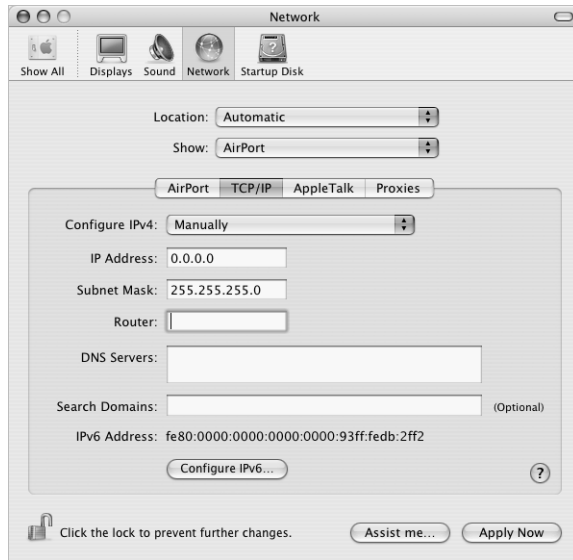 Network
Show All Displays Sound Network Startup Disk
Location: Automatic
Show: AirPort
AirPort TCP/IP AppleTalk Proxies
Configure IPv4: Manually
IP Address: 0.0.0.0
Subnet Mask: 255.255.255.0
Router:
DNS Servers:
Search Domains: (Optional)
IPv6 Address: fe80:0000:0000:0000:0000:93ff:fedb:2ff2
Configure IPv6...
?
Click the lock to prevent further changes. Assist me... Apply Now